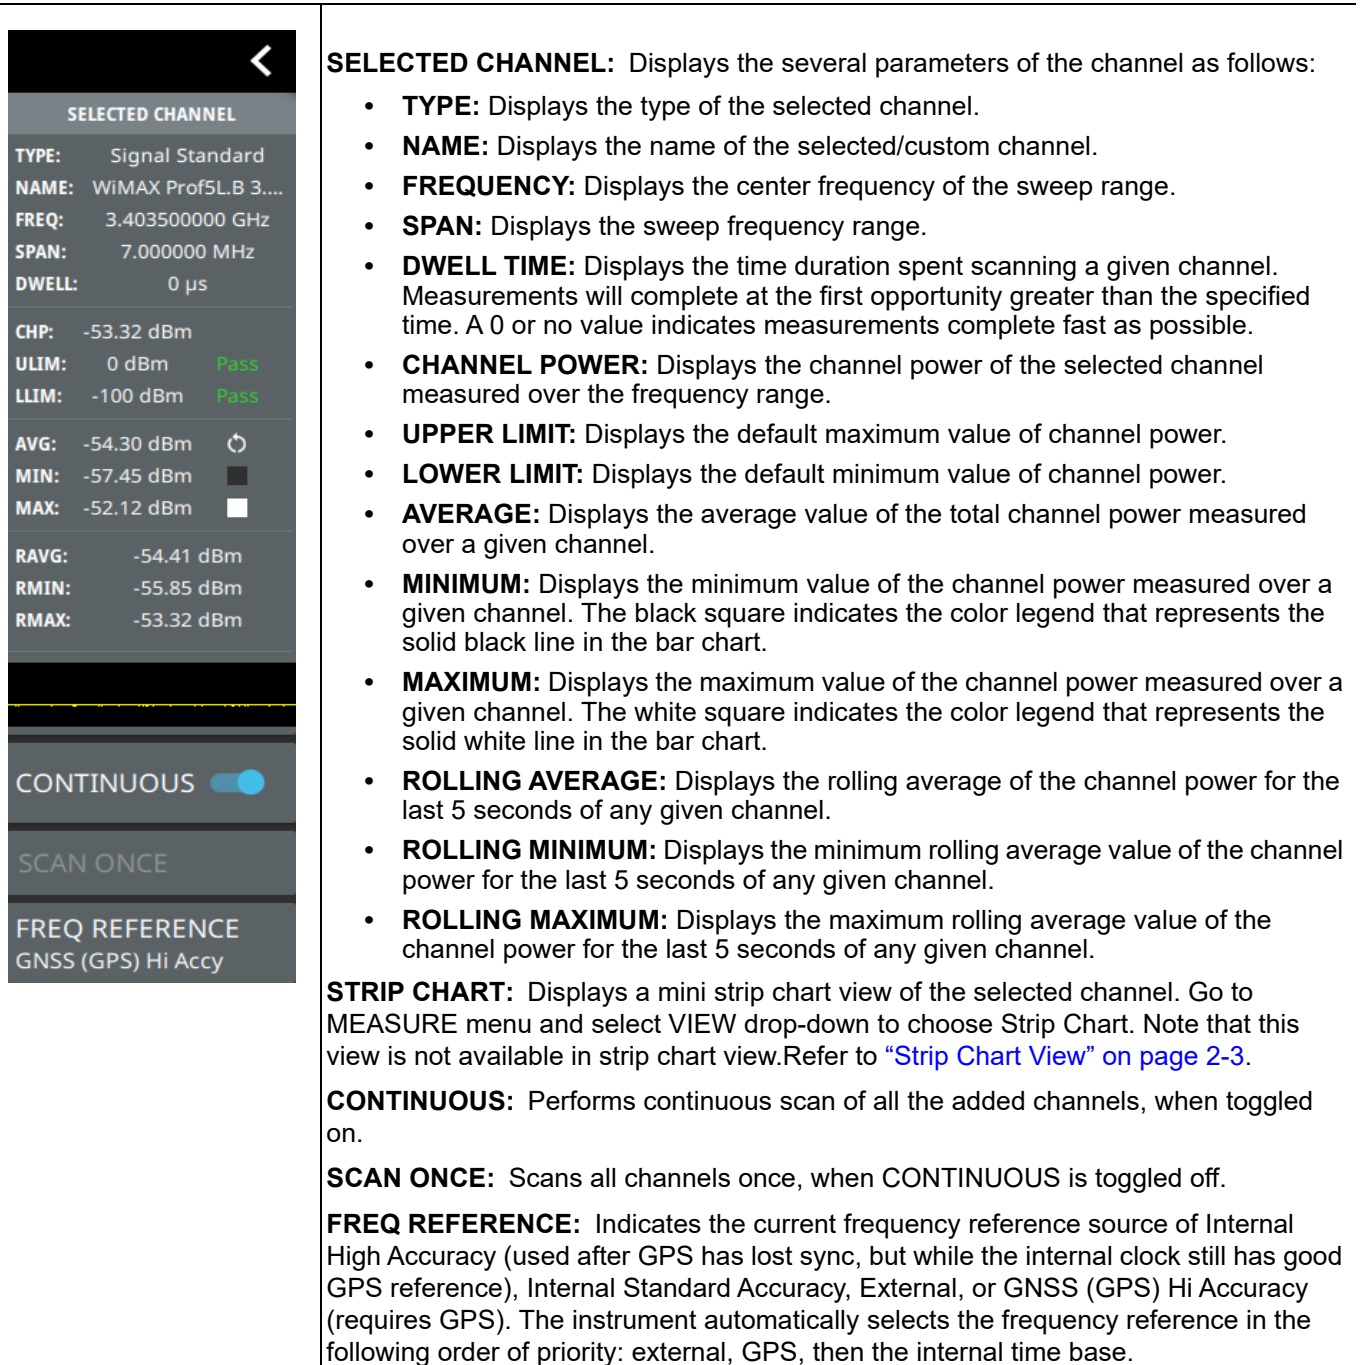 SELECTED CHANNEL
TYPE: Signal Standard
NAME: WiMAX Prof5L.B 3....
FREQ: 3.403500000 GHz
SPAN: 7.000000 MHz
DWELL: 0 µs
CHP: -53.32 dBm
ULIM: 0 dBm Pass
LLIM: -100 dBm Pass
AVG: -54.30 dBm
MIN: -57.45 dBm
MAX: -52.12 dBm
RAVG: -54.41 dBm
RMIN: -55.85 dBm
RMAX: -53.32 dBm
CONTINUOUS
SCAN ONCE
FREQ REFERENCE
GNSS (GPS) Hi Accy
SELECTED CHANNEL: Displays the several parameters of the channel as follows:
• TYPE: Displays the type of the selected channel.
• NAME: Displays the name of the selected/custom channel.
• FREQUENCY: Displays the center frequency of the sweep range.
• SPAN: Displays the sweep frequency range.
• DWELL TIME: Displays the time duration spent scanning a given channel.
Measurements will complete at the first opportunity greater than the specified
time. A 0 or no value indicates measurements complete fast as possible.
• CHANNEL POWER: Displays the channel power of the selected channel
measured over the frequency range.
• UPPER LIMIT: Displays the default maximum value of channel power.
• LOWER LIMIT: Displays the default minimum value of channel power.
• AVERAGE: Displays the average value of the total channel power measured
over a given channel.
• MINIMUM: Displays the minimum value of the channel power measured over a
given channel. The black square indicates the color legend that represents the
solid black line in the bar chart.
• MAXIMUM: Displays the maximum value of the channel power measured over a
given channel. The white square indicates the color legend that represents the
solid white line in the bar chart.
• ROLLING AVERAGE: Displays the rolling average of the channel power for the
last 5 seconds of any given channel.
• ROLLING MINIMUM: Displays the minimum rolling average value of the channel
power for the last 5 seconds of any given channel.
• ROLLING MAXIMUM: Displays the maximum rolling average value of the
channel power for the last 5 seconds of any given channel.
STRIP CHART: Displays a mini strip chart view of the selected channel. Go to
MEASURE menu and select VIEW drop-down to choose Strip Chart. Note that this
view is not available in strip chart view.Refer to “Strip Chart View” on page 2-3.
CONTINUOUS: Performs continuous scan of all the added channels, when toggled
on.
SCAN ONCE: Scans all channels once, when CONTINUOUS is toggled off.
FREQ REFERENCE: Indicates the current frequency reference source of Internal
High Accuracy (used after GPS has lost sync, but while the internal clock still has good
GPS reference), Internal Standard Accuracy, External, or GNSS (GPS) Hi Accuracy
(requires GPS). The instrument automatically selects the frequency reference in the
following order of priority: external, GPS, then the internal time base.